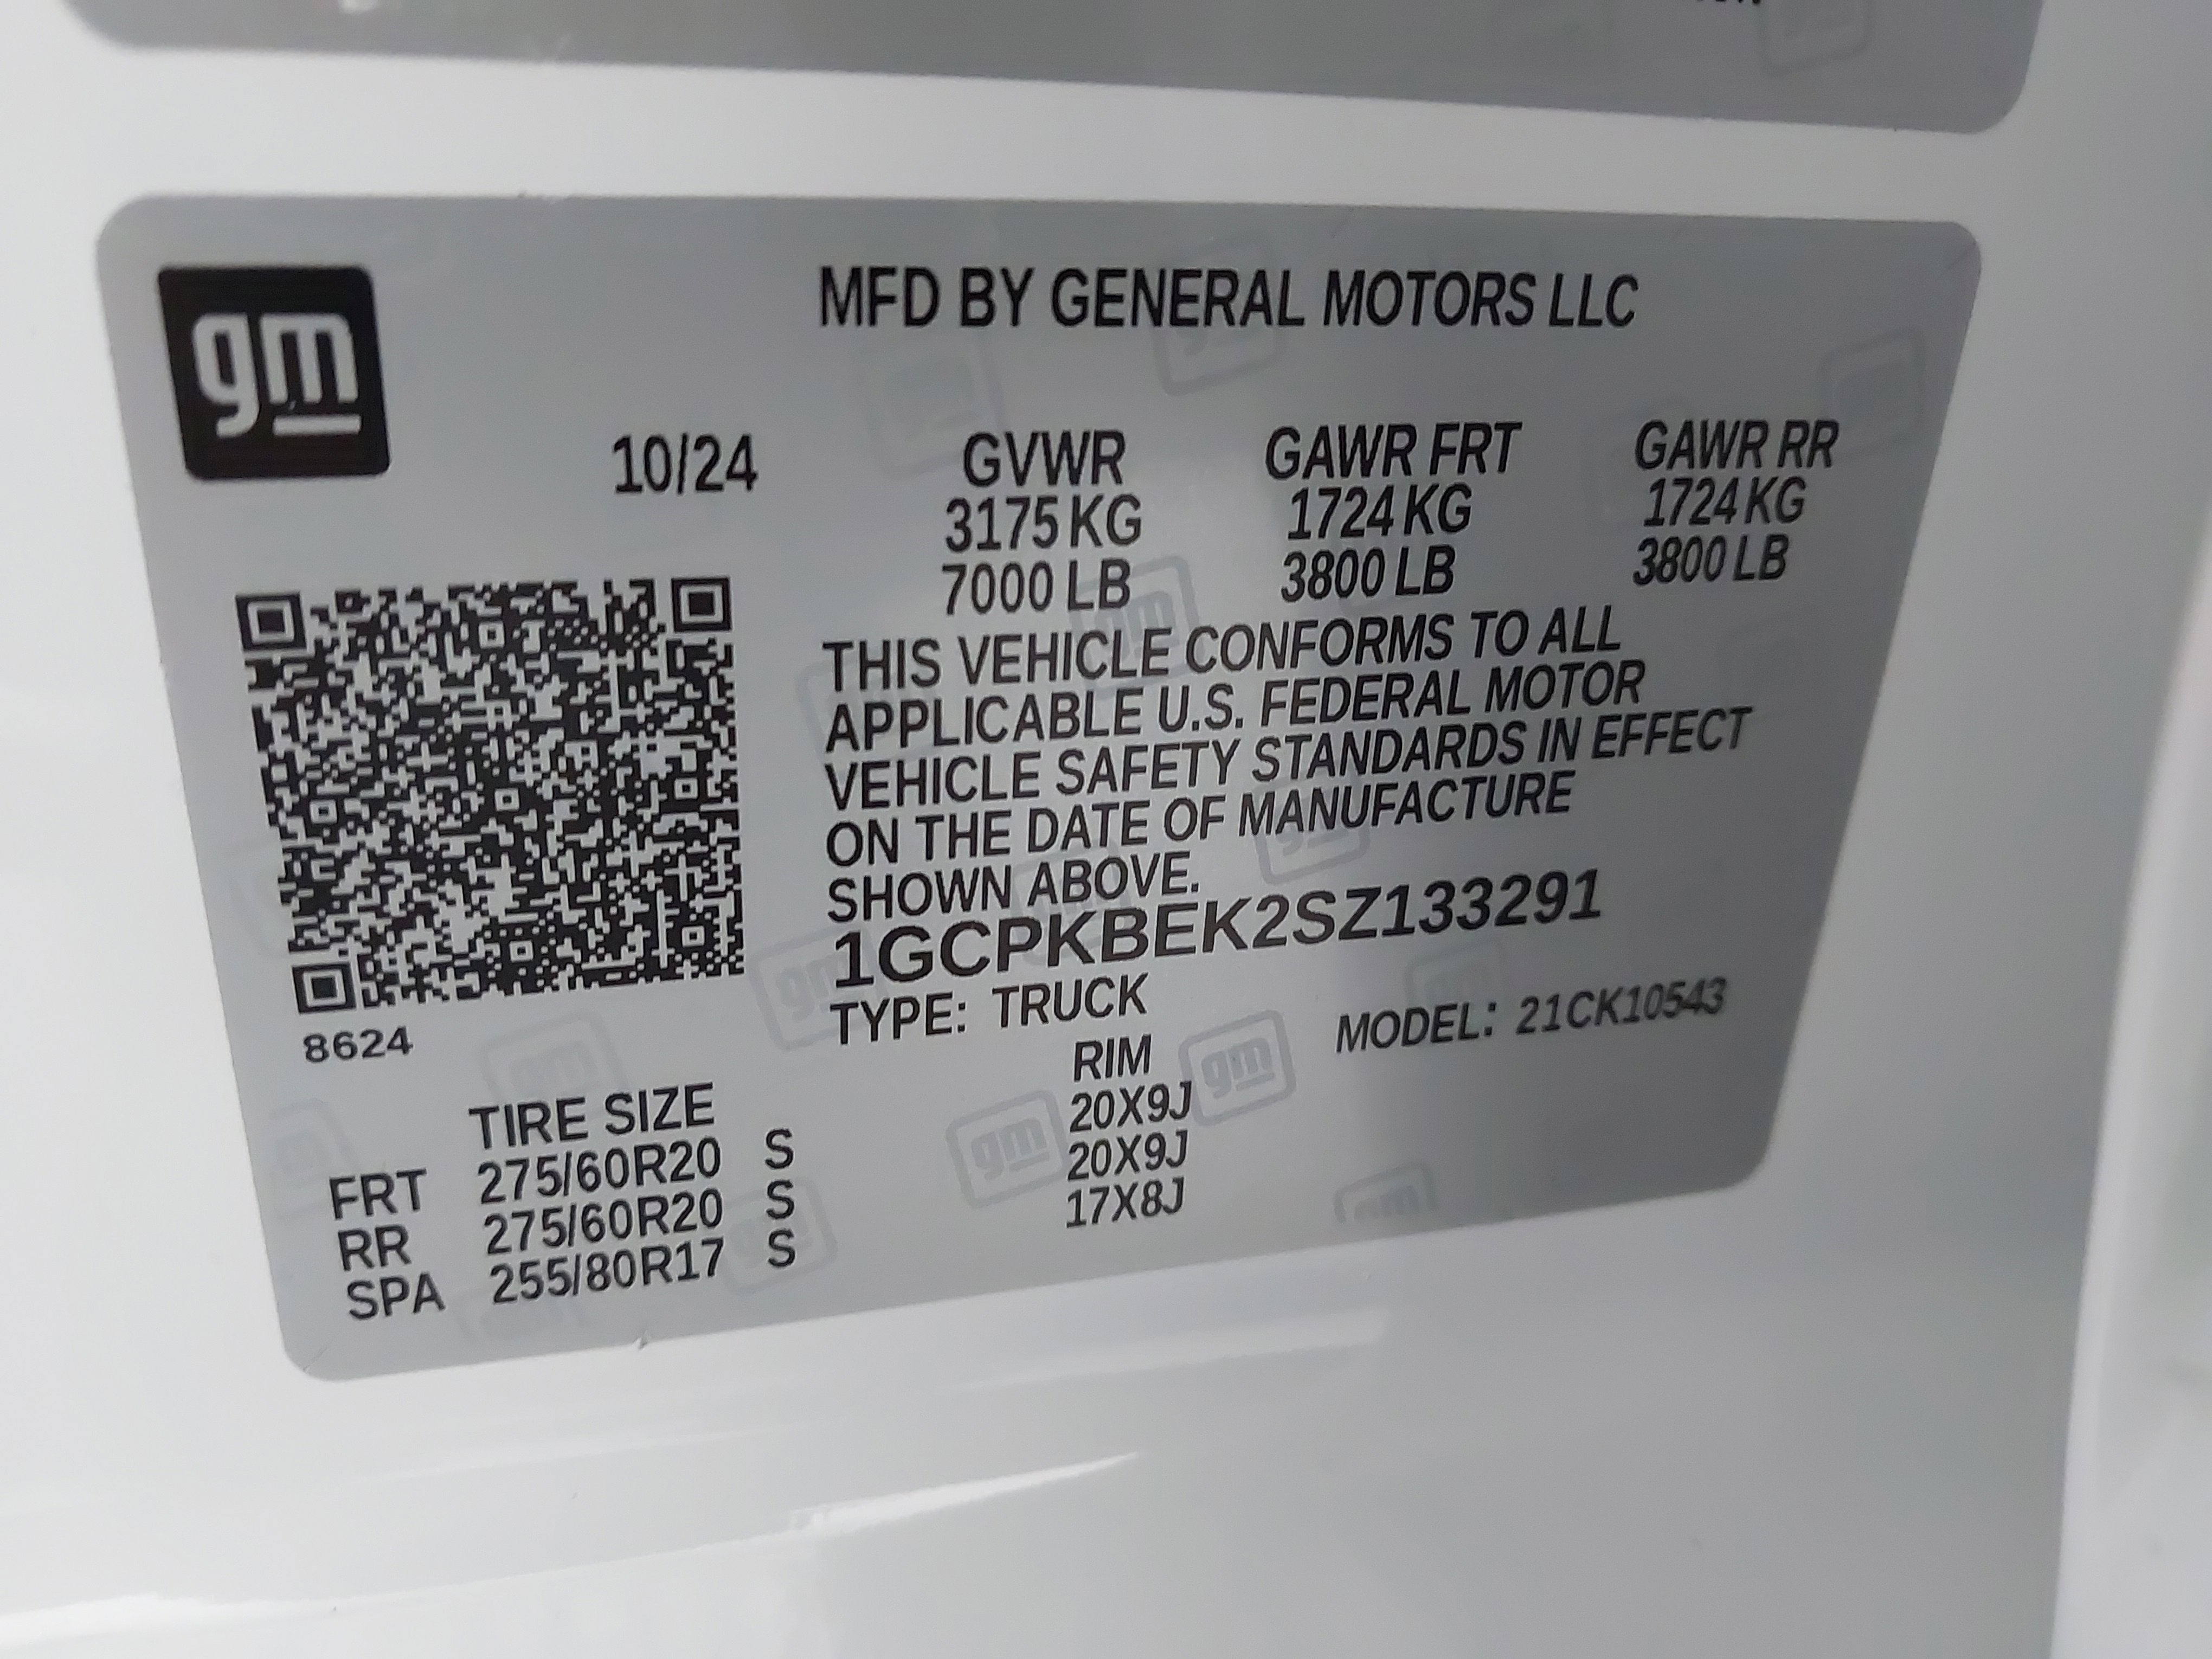 gm
MFD BY GENERAL MOTORS LLC
10/24 GVWR GAWR FRT GAWR RR
3175 KG 1724 KG 1724 KG
7000 LB 3800 LB 3800 LB
THIS VEHICLE CONFORMS TO ALL
APPLICABLE U.S. FEDERAL MOTOR
VEHICLE SAFETY STANDARDS IN EFFECT
ON THE DATE OF MANUFACTURE
SHOWN ABOVE.
1GCPKBEK2SZ133291
TYPE: TRUCK MODEL: 21CK10543
8624
TIRE SIZE RIM
FRT 275/60R20 S 20X9J
RR 275/60R20 S 20X9J
SPA 255/80R17 S 17X8J